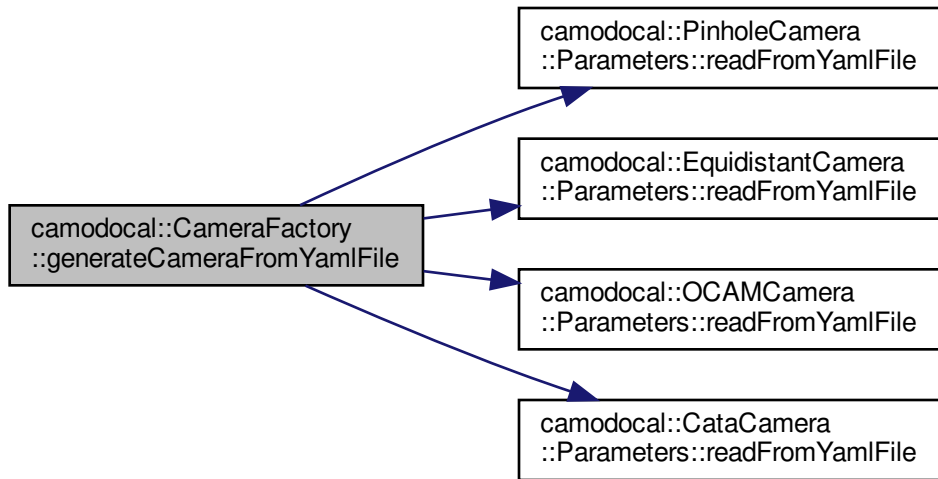 camodocal::PinholeCamera
::Parameters::readFromYamlFile
camodocal::EquidistantCamera
::Parameters::readFromYamlFile
camodocal::CameraFactory
::generateCameraFromYamlFile
camodocal::OCAMCamera
::Parameters::readFromYamlFile
camodocal::CataCamera
::Parameters::readFromYamlFile